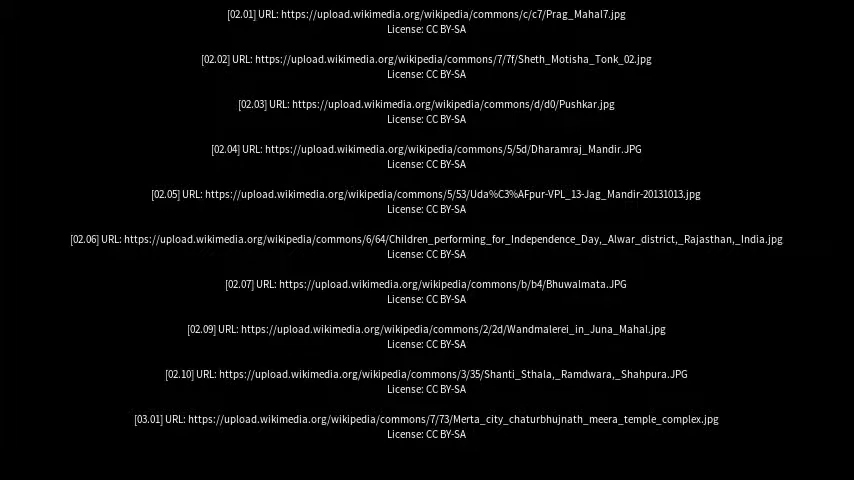 [02.01] URL: https://upload.wikimedia.org/wikipedia/commons/c/c7/Prag_Mahal7.jpg
License: CC BY-SA
[02.02] URL: https://upload.wikimedia.org/wikipedia/commons/7/7f/Sheth_Motisha_Tonk_02.jpg
License: CC BY-SA
[02.03] URL: https://upload.wikimedia.org/wikipedia/commons/d/d0/Pushkar.jpg
License: CC BY-SA
[02.04] URL: https://upload.wikimedia.org/wikipedia/commons/5/5d/Dharamraj_Mandir.JPG
License: CC BY-SA
[02.05] URL: https://upload.wikimedia.org/wikipedia/commons/5/53/Uda%C3%AFpur-VPL_13-Jag_Mandir-20131013.jpg
License: CC BY-SA
[02.06] URL: https://upload.wikimedia.org/wikipedia/commons/6/64/Children_performing_for_Independence_Day,_Alwar_district,_Rajasthan,_India.jpg
License: CC BY-SA
[02.07] URL: https://upload.wikimedia.org/wikipedia/commons/b/b4/Bhuwalmata.JPG
License: CC BY-SA
[02.09] URL: https://upload.wikimedia.org/wikipedia/commons/2/2d/Wandmalerei_in_Juna_Mahal.jpg
License: CC BY-SA
[02.10] URL: https://upload.wikimedia.org/wikipedia/commons/3/35/Shanti_Sthala,_Ramdwara,_Shahpura.JPG
License: CC BY-SA
[03.01] URL: https://upload.wikimedia.org/wikipedia/commons/7/73/Merta_city_chaturbhujnath_meera_temple_complex.jpg
License: CC BY-SA